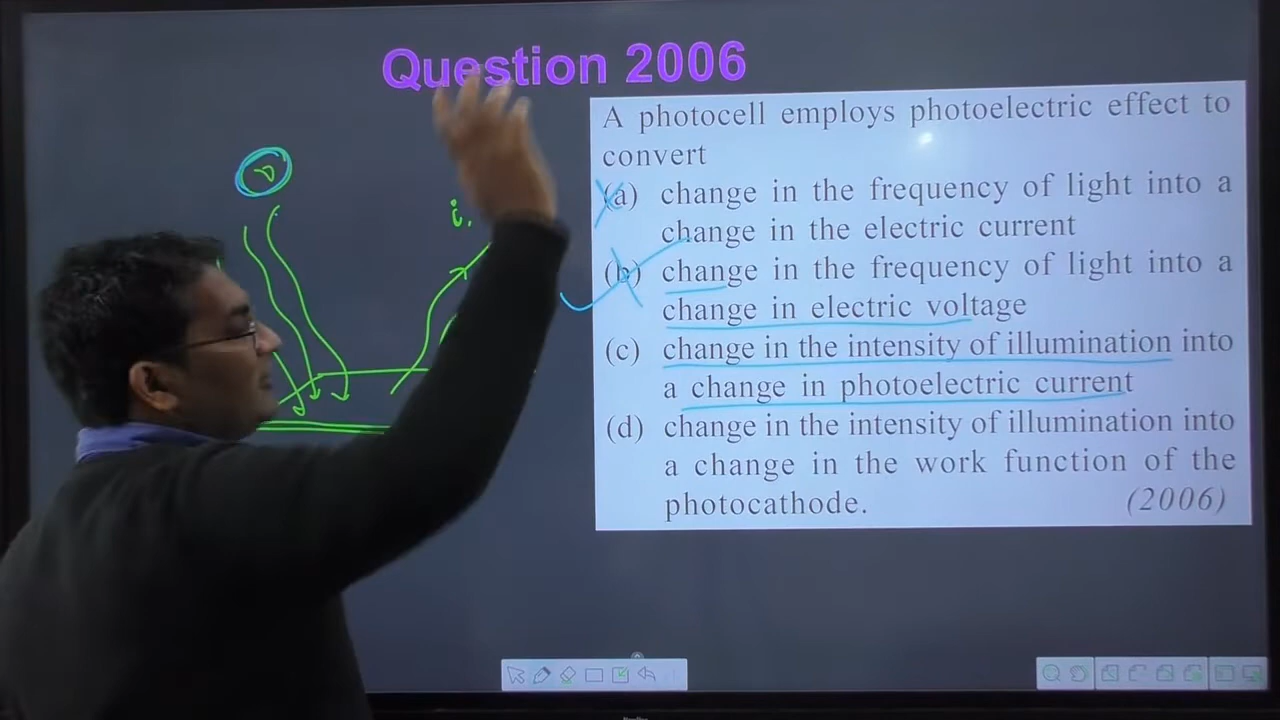 Question 2006
A photocell employs photoelectric effect to
convert
(a) change in the frequency of light into a
change in the electric current
(b) change in the frequency of light into a
change in electric voltage
(c) change in the intensity of illumination into
a change in photoelectric current
(d) change in the intensity of illumination into
a change in the work function of the
photocathode. (2006)
i.